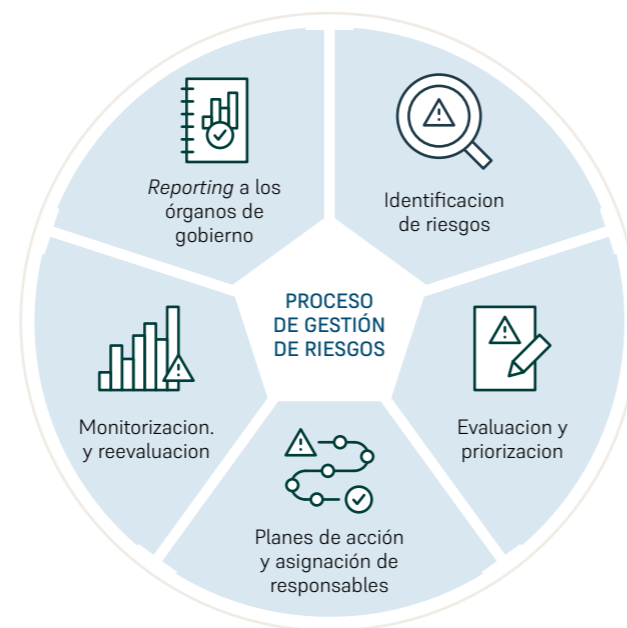 Reporting a los
órganos de
gobierno
Identificacion
de riesgos
PROCESO
DE GESTIÓN
DE RIESGOS
Monitorizacion.
y reevaluacion
Evaluacion y
priorizacion
Planes de acción
y asignación de
responsables